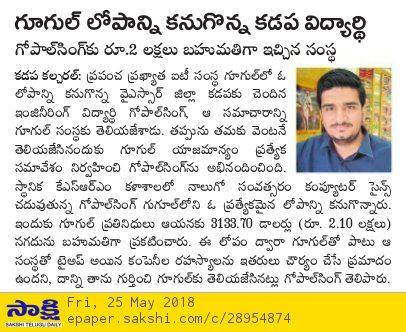 గూగుల్ లోపాన్ని కనుగొన్న కడప విద్యార్థి
గోపాల్‌సింగ్‌కు రూ.2 లక్షలు బహుమతిగా ఇచ్చిన సంస్థ
కడప కల్చరల్: ప్రపంచ ప్రఖ్యాత ఐటీ సంస్థ గూగుల్‌లో ఓ
లోపాన్ని కనుగొన్న వైఎస్సార్ జిల్లా కడపకు చెందిన
ఇంజినీరింగ్ విద్యార్థి గోపాల్‌సింగ్, ఆ సమాచారాన్ని
గూగుల్ సంస్థకు తెలియజేశాడు. తప్పును తమకు వెంటనే
తెలియజేసినందుకు గూగుల్ యాజమాన్యం ప్రత్యేక
సమావేశం నిర్వహించి గోపాల్‌సింగ్‌ను అభినందించింది.
స్థానిక కేఎస్ఆర్ఎం కళాశాలలో నాలుగో సంవత్సరం కంప్యూటర్ సైన్స్
చదువుతున్న గోపాల్‌సింగ్ గుగూల్‌లోని ఓ ప్రత్యేకమైన లోపాన్ని కనుగొన్నారు.
ఇందుకు గూగుల్ ప్రతినిధులు ఆయనకు 3133.70 డాలర్లు (రూ. 2.10 లక్షలు)
నగదును బహుమతిగా ప్రకటించారు. ఈ లోపం ద్వారా గూగుల్‌తో పాటు ఆ
సంస్థతో టైఅప్ అయిన కంపెనీల రహస్యాలను ఇతరులు చౌర్యం చేసే ప్రమాదం
ఉందని, దాన్ని తాను గుర్తించి గూగుల్‌కు తెలియజేసినట్లు గోపాల్‌సింగ్ తెలిపారు.
సాక్షి
SAKSHI TELUGU DAILY
Fri, 25 May 2018
epaper.sakshi.com/c/28954874